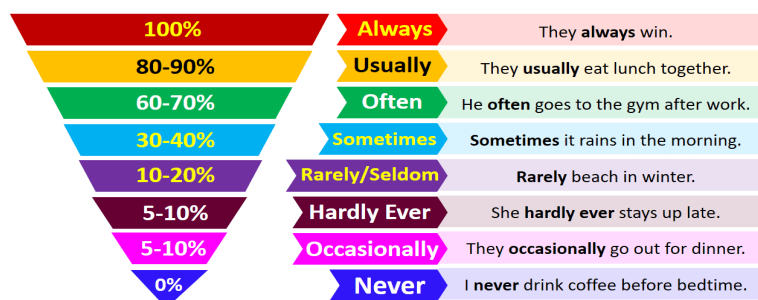 100% Always They always win.
80-90% Usually They usually eat lunch together.
60-70% Often He often goes to the gym after work.
30-40% Sometimes Sometimes it rains in the morning.
10-20% Rarely/Seldom Rarely beach in winter.
5-10% Hardly Ever She hardly ever stays up late.
5-10% Occasionally They occasionally go out for dinner.
0% Never I never drink coffee before bedtime.